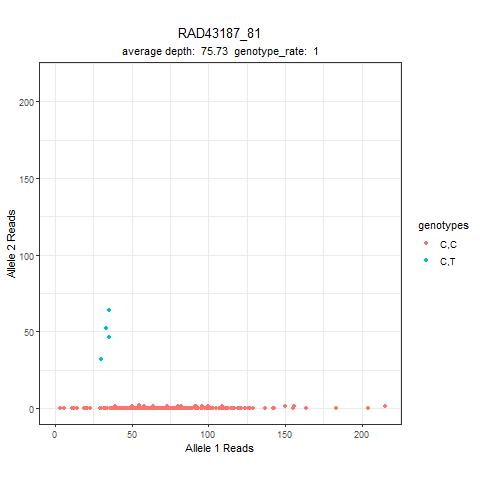 RAD43187_81
average depth:  75.73  genotype_rate:  1
200
150
100
50
0
Allele 2 Reads
0 50 100 150 200
Allele 1 Reads
genotypes
C,C
C,T